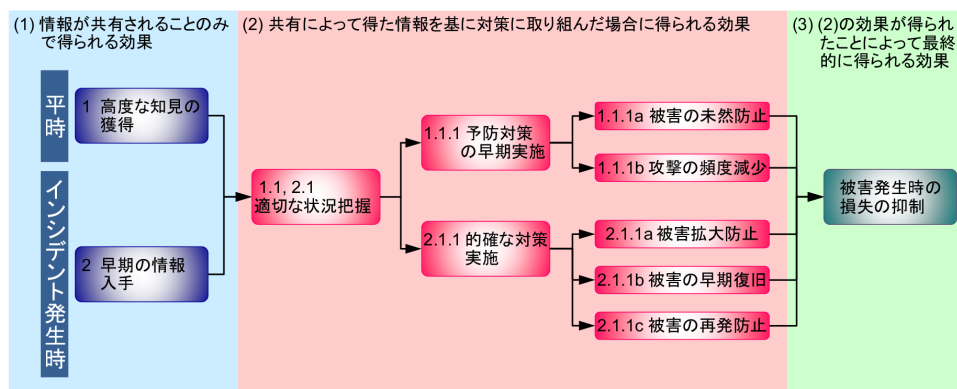 (1) 情報が共有されることのみ
で得られる効果
(2) 共有によって得た情報を基に対策に取り組んだ場合に得られる効果
(3) (2)の効果が得られ
たことによって最終
的に得られる効果
平時
1 高度な知見の
獲得
インシデント発生時
2 早期の情報
入手
1.1, 2.1
適切な状況把握
1.1.1 予防対策
の早期実施
2.1.1 的確な対策
実施
1.1.1a 被害の未然防止
1.1.1b 攻撃の頻度減少
2.1.1a 被害拡大防止
2.1.1b 被害の早期復旧
2.1.1c 被害の再発防止
被害発生時の
損失の抑制